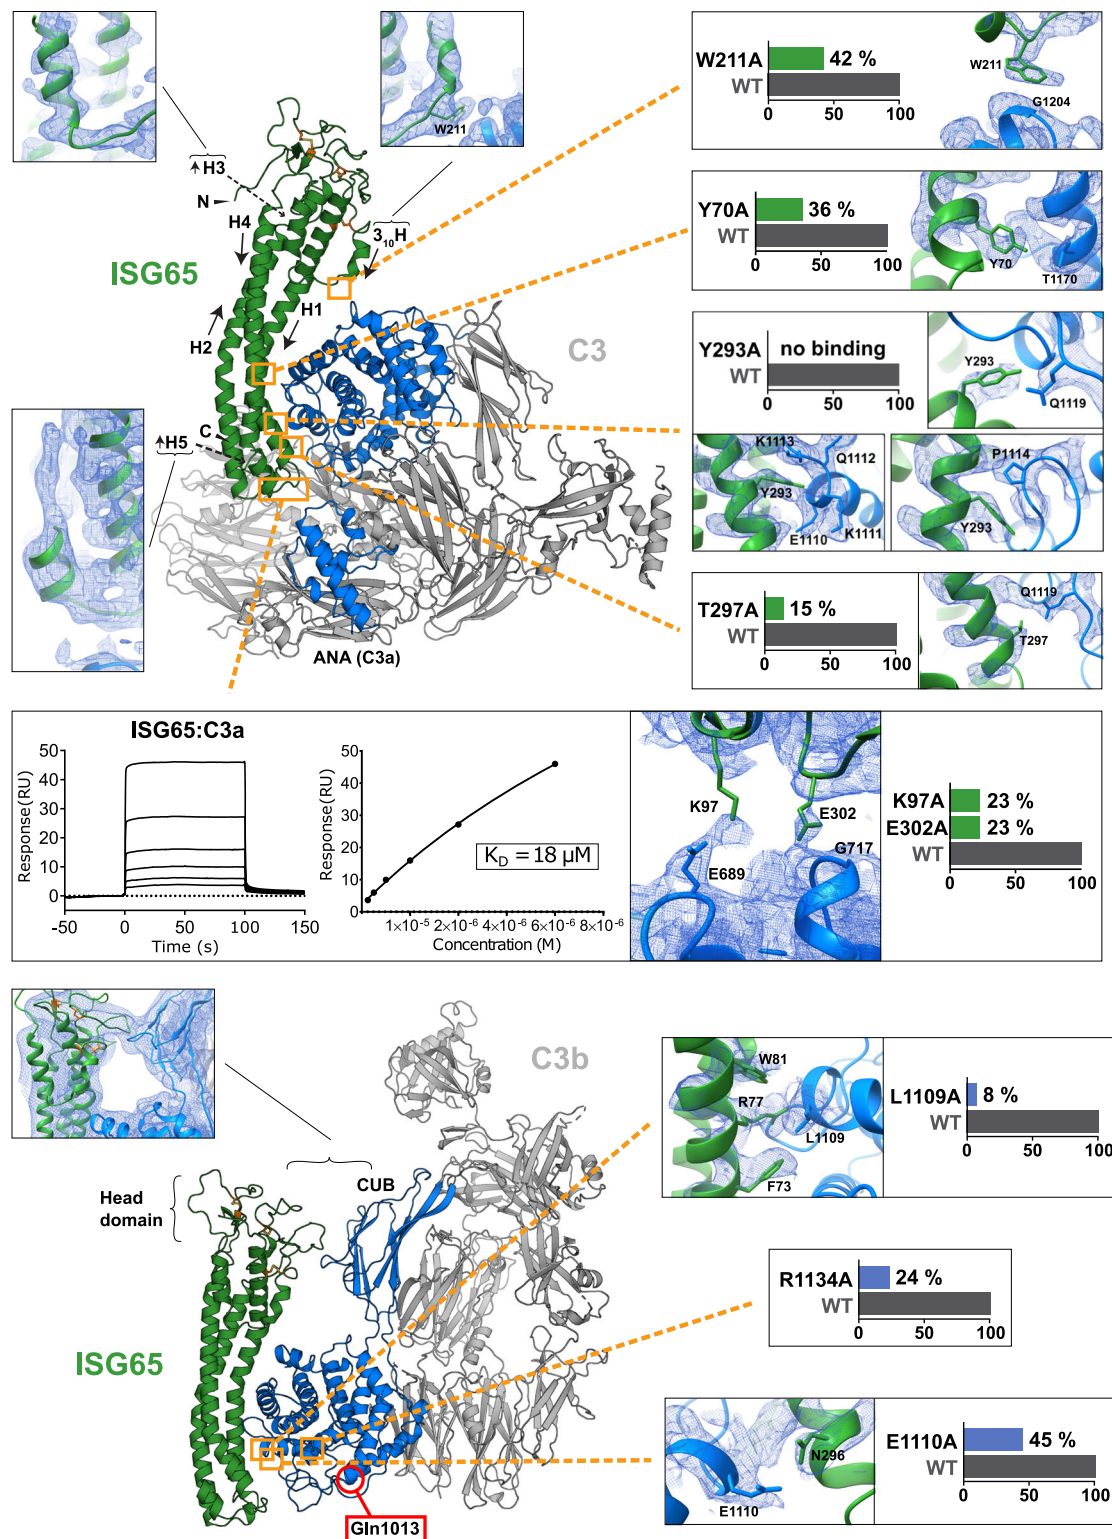 W211
↑H3
N
H4
3₁₀H
ISG65
H1
H2
C3
C
↑H5
ANA (C3a)
W211A 42 %
WT
0 50 100
W211
G1204
Y70A 36 %
WT
0 50 100
Y70
T1170
Y293A no binding
WT
0 50 100
Y293
Q1119
K1113
Q1112
Y293
E1110
K1111
P1114
Y293
T297A 15 %
WT
0 50 100
Q1119
T297
ISG65:C3a
Response(RU)
50
40
30
20
10
0
-50 0 50 100 150
Time (s)
Response(RU)
50
40
30
20
10
0
K_D = 18 µM
1×10⁻⁵ 2×10⁻⁶ 4×10⁻⁶ 6×10⁻⁶ 8×10⁻⁶
Concentration (M)
K97
E302
E689
G717
K97A 23 %
E302A 23 %
WT
0 50 100
C3b
CUB
Head
domain
ISG65
Gln1013
W81
R77
L1109
F73
L1109A 8 %
WT
0 50 100
R1134A 24 %
WT
0 50 100
N296
E1110
E1110A 45 %
WT
0 50 100